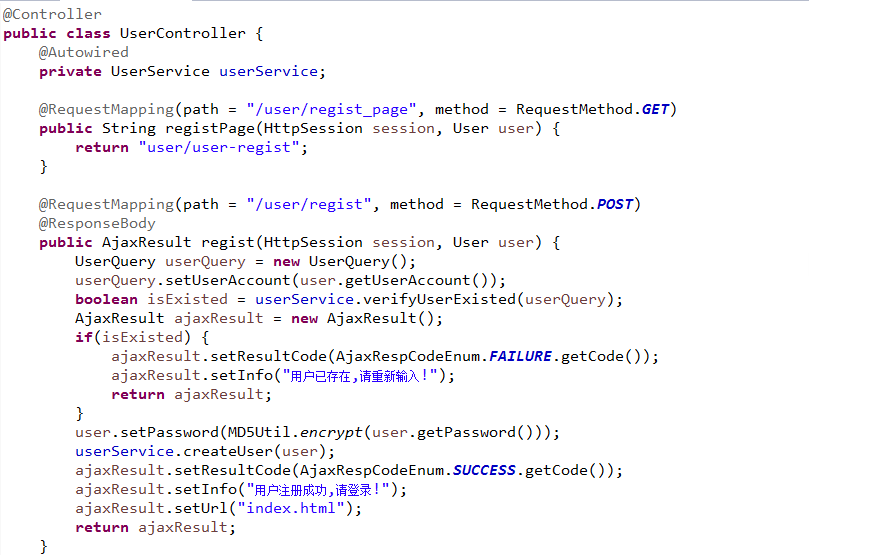 @Controller
public class UserController {
    @Autowired
    private UserService userService;
    @RequestMapping(path = "/user/regist_page", method = RequestMethod.GET)
    public String registPage(HttpSession session, User user) {
        return "user/user-regist";
    }
    @RequestMapping(path = "/user/regist", method = RequestMethod.POST)
    @ResponseBody
    public AjaxResult regist(HttpSession session, User user) {
        UserQuery userQuery = new UserQuery();
        userQuery.setUserAccount(user.getUserAccount());
        boolean isExisted = userService.verifyUserExisted(userQuery);
        AjaxResult ajaxResult = new AjaxResult();
        if(isExisted) {
            ajaxResult.setResultCode(AjaxRespCodeEnum.FAILURE.getCode());
            ajaxResult.setInfo("用户已存在,请重新输入!");
            return ajaxResult;
        }
        user.setPassword(MD5Util.encrypt(user.getPassword()));
        userService.createUser(user);
        ajaxResult.setResultCode(AjaxRespCodeEnum.SUCCESS.getCode());
        ajaxResult.setInfo("用户注册成功,请登录!");
        ajaxResult.setUrl("index.html");
        return ajaxResult;
    }